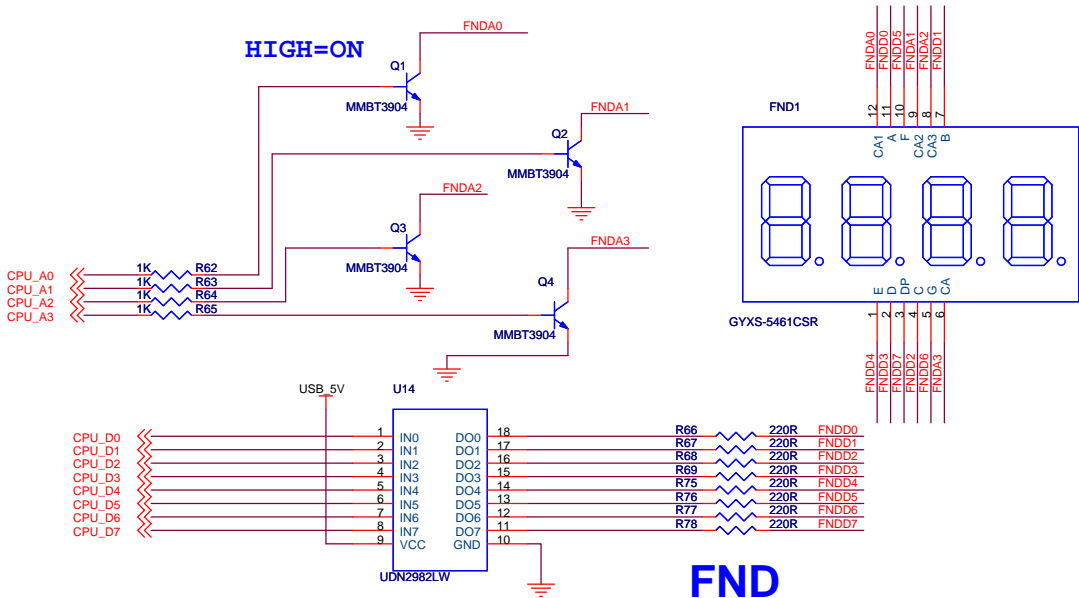 HIGH=ON
FNDA0
Q1
MMBT3904
FNDA1
Q2
MMBT3904
FNDA2
Q3
MMBT3904
FNDA3
Q4
MMBT3904
CPU_A0 1K R62
CPU_A1 1K R63
CPU_A2 1K R64
CPU_A3 1K R65
FNDA0 FNDD0 FNDD5 FNDA1 FNDA2 FNDD1
FND1
12 11 10 9 8 7
CA1 A F CA2 CA3 B
E D DP C G CA
1 2 3 4 5 6
GYXS-5461CSR
FNDD4 FNDD3 FNDD7 FNDD2 FNDD6 FNDA3
USB_5V
U14
CPU_D0 1 IN0 DO0 18 R66 220R FNDD0
CPU_D1 2 IN1 DO1 17 R67 220R FNDD1
CPU_D2 3 IN2 DO2 16 R68 220R FNDD2
CPU_D3 4 IN3 DO3 15 R69 220R FNDD3
CPU_D4 5 IN4 DO4 14 R75 220R FNDD4
CPU_D5 6 IN5 DO5 13 R76 220R FNDD5
CPU_D6 7 IN6 DO6 12 R77 220R FNDD6
CPU_D7 8 IN7 DO7 11 R78 220R FNDD7
9 VCC GND 10
UDN2982LW
FND